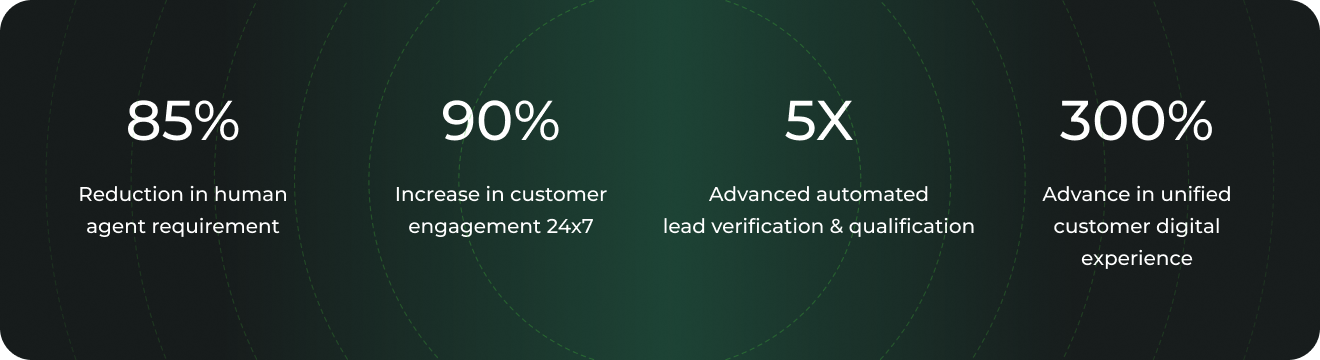 85%
Reduction in human
agent requirement
90%
Increase in customer
engagement 24x7
5X
Advanced automated
lead verification & qualification
300%
Advance in unified
customer digital
experience